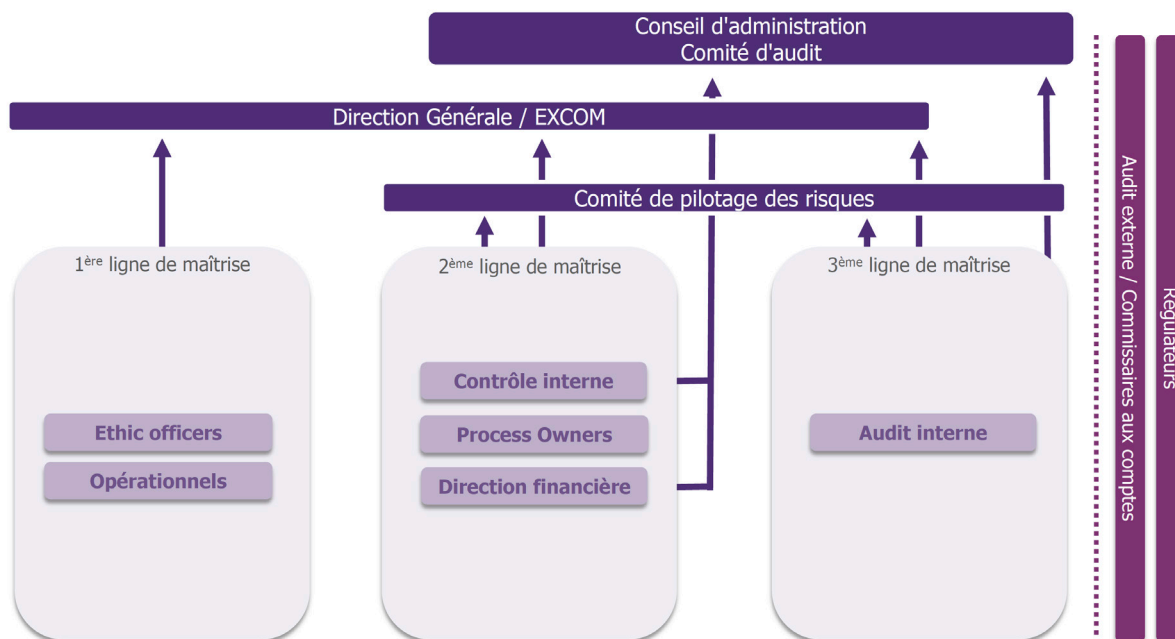 Conseil d'administration
Comité d'audit
Direction Générale / EXCOM
Comité de pilotage des risques
1ère ligne de maîtrise
2ème ligne de maîtrise
3ème ligne de maîtrise
Contrôle interne
Ethic officers
Process Owners
Audit interne
Opérationnels
Direction financière
Audit externe / Commissaires aux comptes
Régulateurs